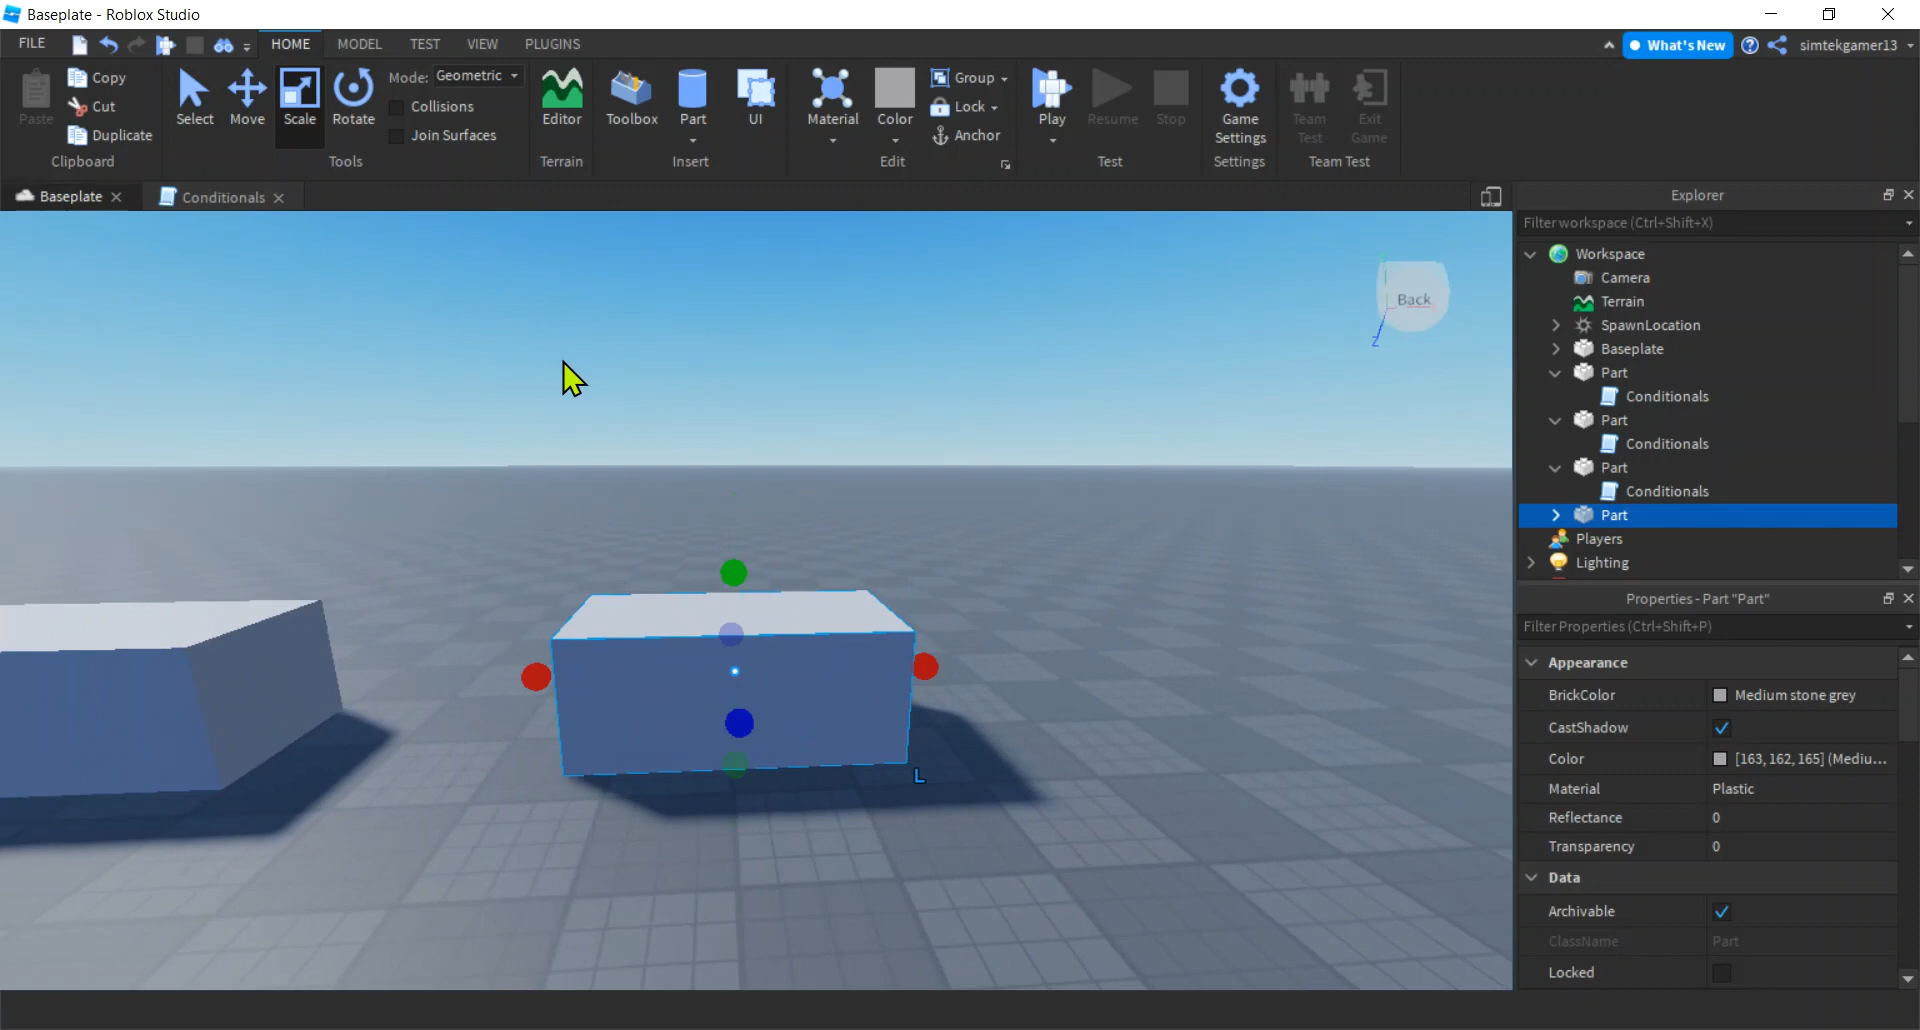 Baseplate - Roblox Studio
FILE HOME MODEL TEST VIEW PLUGINS What's New simtekgamer13
Paste Copy Cut Duplicate Clipboard
Select Move Scale Rotate Mode: Geometric Collisions Join Surfaces Tools
Editor Terrain
Toolbox Part UI Insert
Material Color Group Lock Anchor Edit
Play Resume Stop Test
Game Settings Settings
Team Test Exit Game Team Test
Baseplate Conditionals
Back
Z
L
Explorer
Filter workspace (Ctrl+Shift+X)
Workspace
Camera
Terrain
SpawnLocation
Baseplate
Part
Conditionals
Part
Conditionals
Part
Conditionals
Part
Players
Lighting
Properties - Part "Part"
Filter Properties (Ctrl+Shift+P)
Appearance
BrickColor Medium stone grey
CastShadow
Color [163, 162, 165] (Mediu...
Material Plastic
Reflectance 0
Transparency 0
Data
Archivable
ClassName Part
Locked